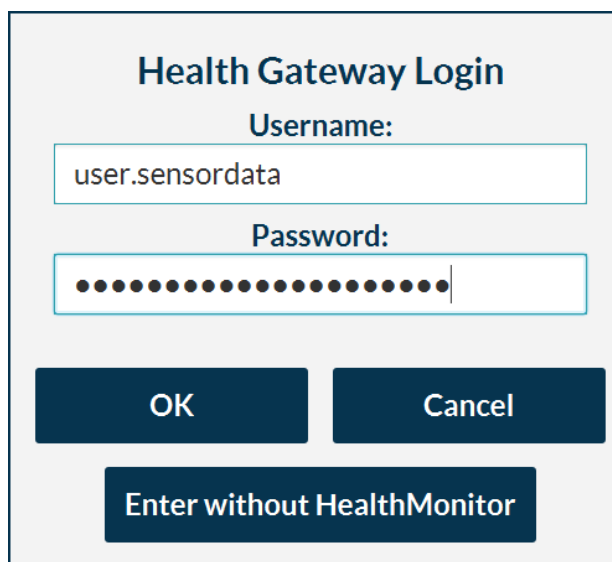 Health Gateway Login
Username:
user.sensordata
Password:
●●●●●●●●●●●●●●●●●●●●●
OK
Cancel
Enter without HealthMonitor